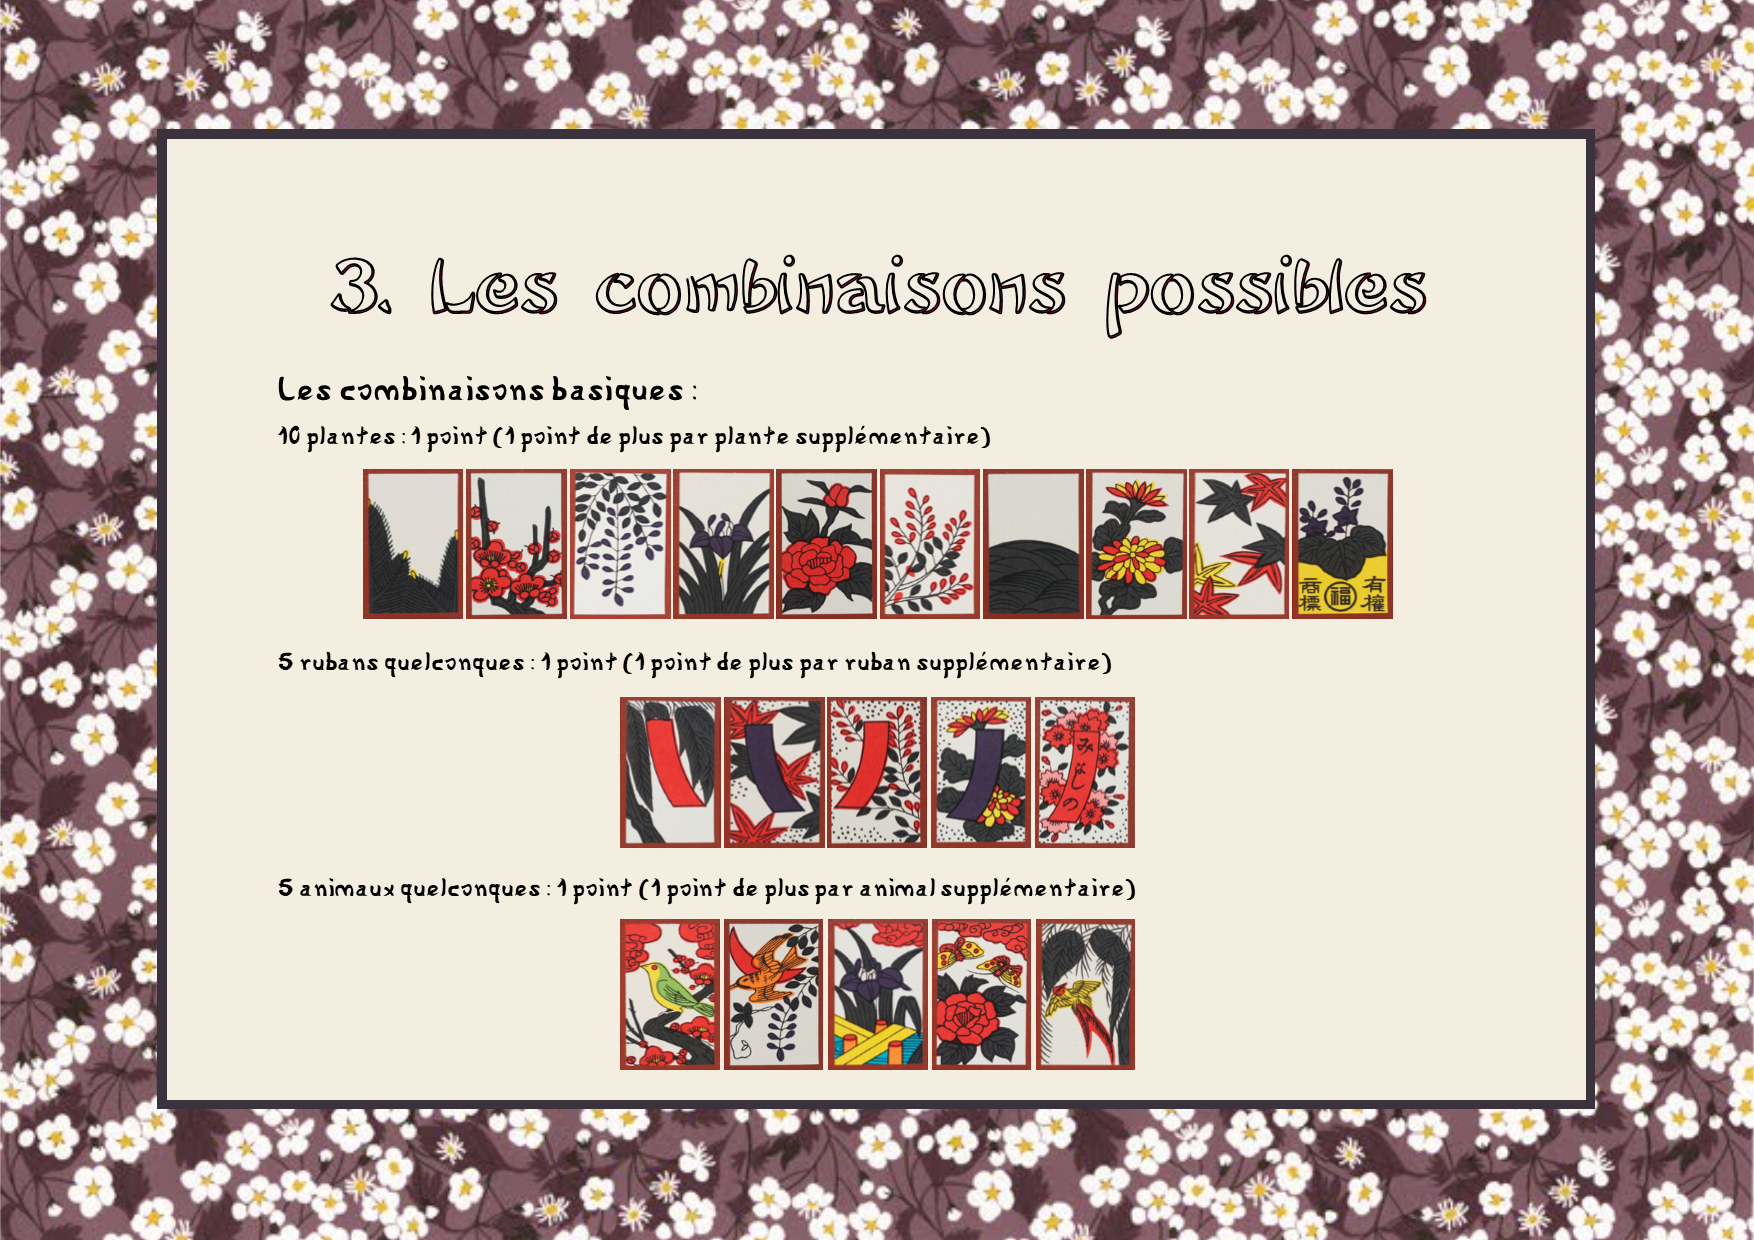 3. Les combinaisons possibles
Les combinaisons basiques :
10 plantes : 1 point (1 point de plus par plante supplémentaire)
商標 福 有權
5 rubans quelconques : 1 point (1 point de plus par ruban supplémentaire)
みよしの
5 animaux quelconques : 1 point (1 point de plus par animal supplémentaire)